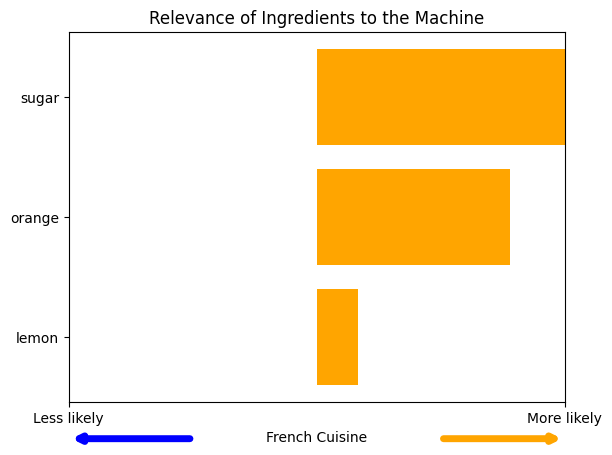 Relevance of Ingredients to the Machine
sugar
orange
lemon
Less likely
More likely
French Cuisine